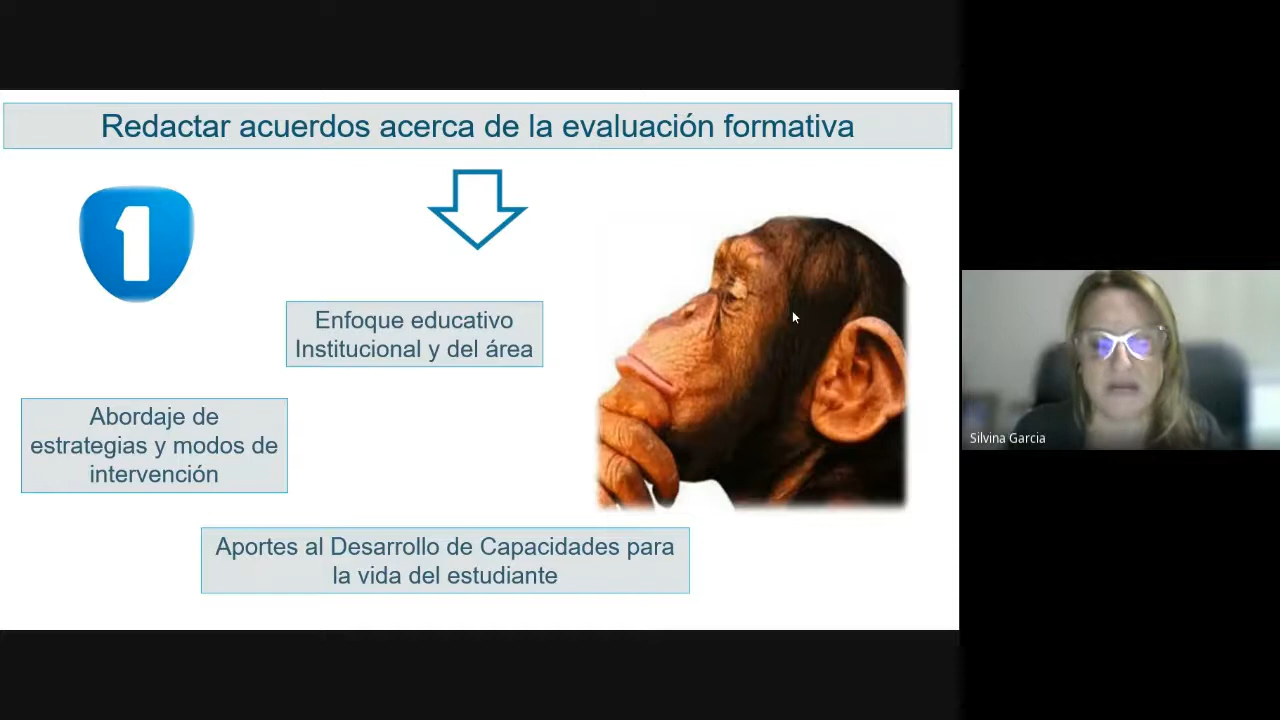 Redactar acuerdos acerca de la evaluación formativa
1
Enfoque educativo
Institucional y del área
Abordaje de
estrategias y modos de
intervención
Aportes al Desarrollo de Capacidades para
la vida del estudiante
Silvina Garcia